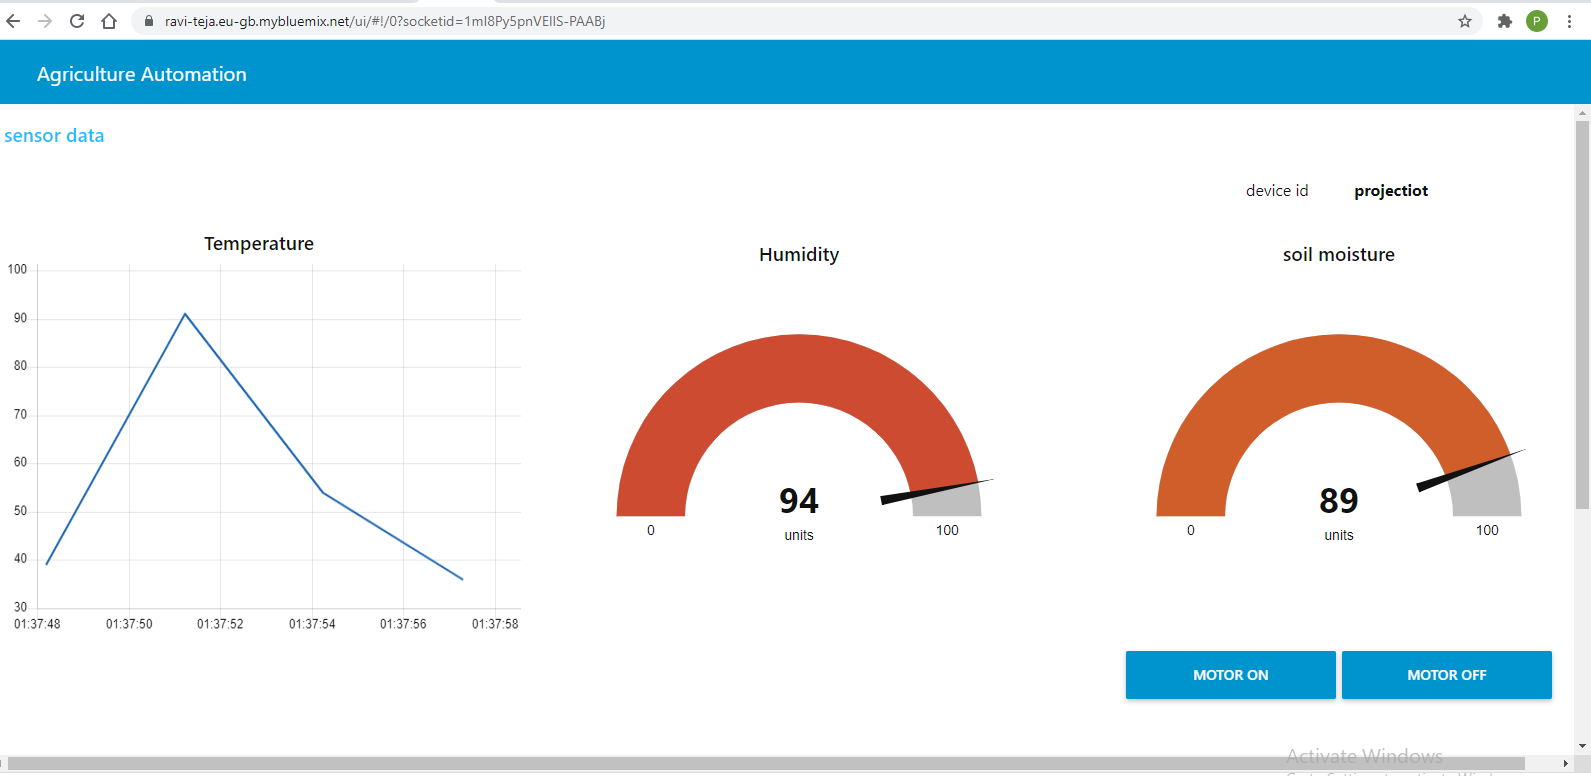 ravi-teja.eu-gb.mybluemix.net/ui/#!/0?socketid=1mI8Py5pnVEIIS-PAABj
P
Agriculture Automation
sensor data
device id projectiot
Temperature
Humidity
soil moisture
100
90
80
70
60
50
40
30
01:37:48 01:37:50 01:37:52 01:37:54 01:37:56 01:37:58
94
units
0 100
89
units
0 100
MOTOR ON MOTOR OFF
Activate Windows